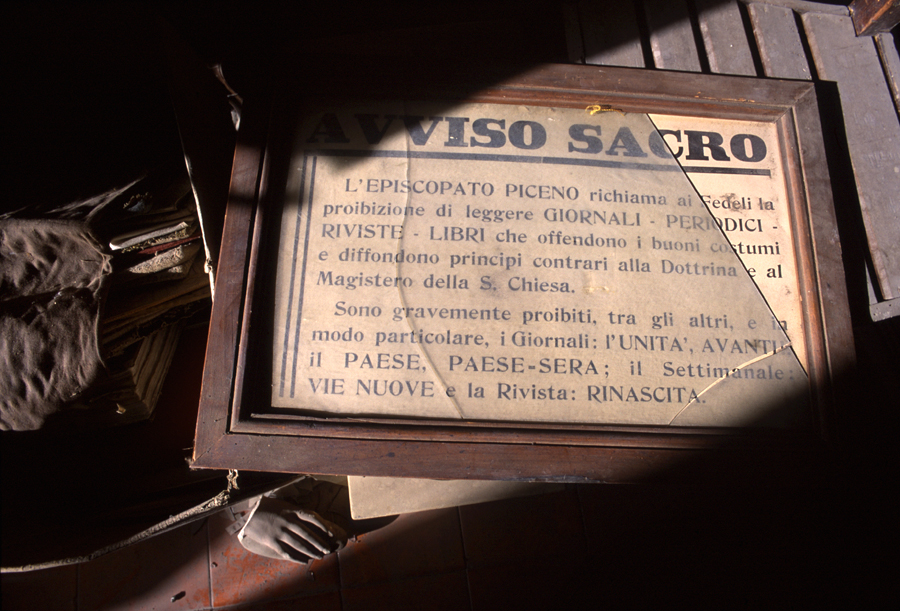 AVVISO SACRO
L'EPISCOPATO PICENO richiama ai Fedeli la
proibizione di leggere GIORNALI - PERIODICI -
RIVISTE - LIBRI che offendono i buoni costumi
e diffondono principi contrari alla Dottrina e al
Magistero della S. Chiesa.
Sono gravemente proibiti, tra gli altri, e in
modo particolare, i Giornali: l'UNITA', AVANTI!
il PAESE, PAESE-SERA; il Settimanale:
VIE NUOVE e la Rivista: RINASCITA.